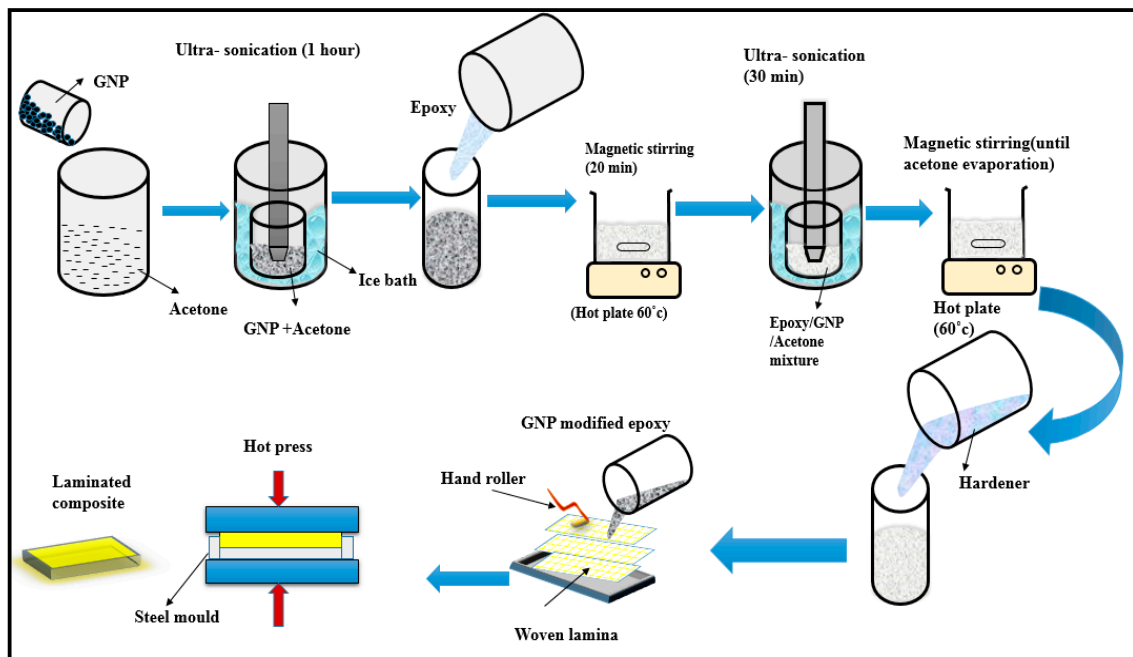 GNP
Ultra- sonication (1 hour)
Acetone
GNP +Acetone
Ice bath
Epoxy
Magnetic stirring
(20 min)
(Hot plate 60˚c)
Ultra- sonication
(30 min)
Epoxy/GNP
/Acetone
mixture
Magnetic stirring(until
acetone evaporation)
Hot plate
(60˚c)
Hardener
GNP modified epoxy
Hand roller
Woven lamina
Hot press
Steel mould
Laminated
composite